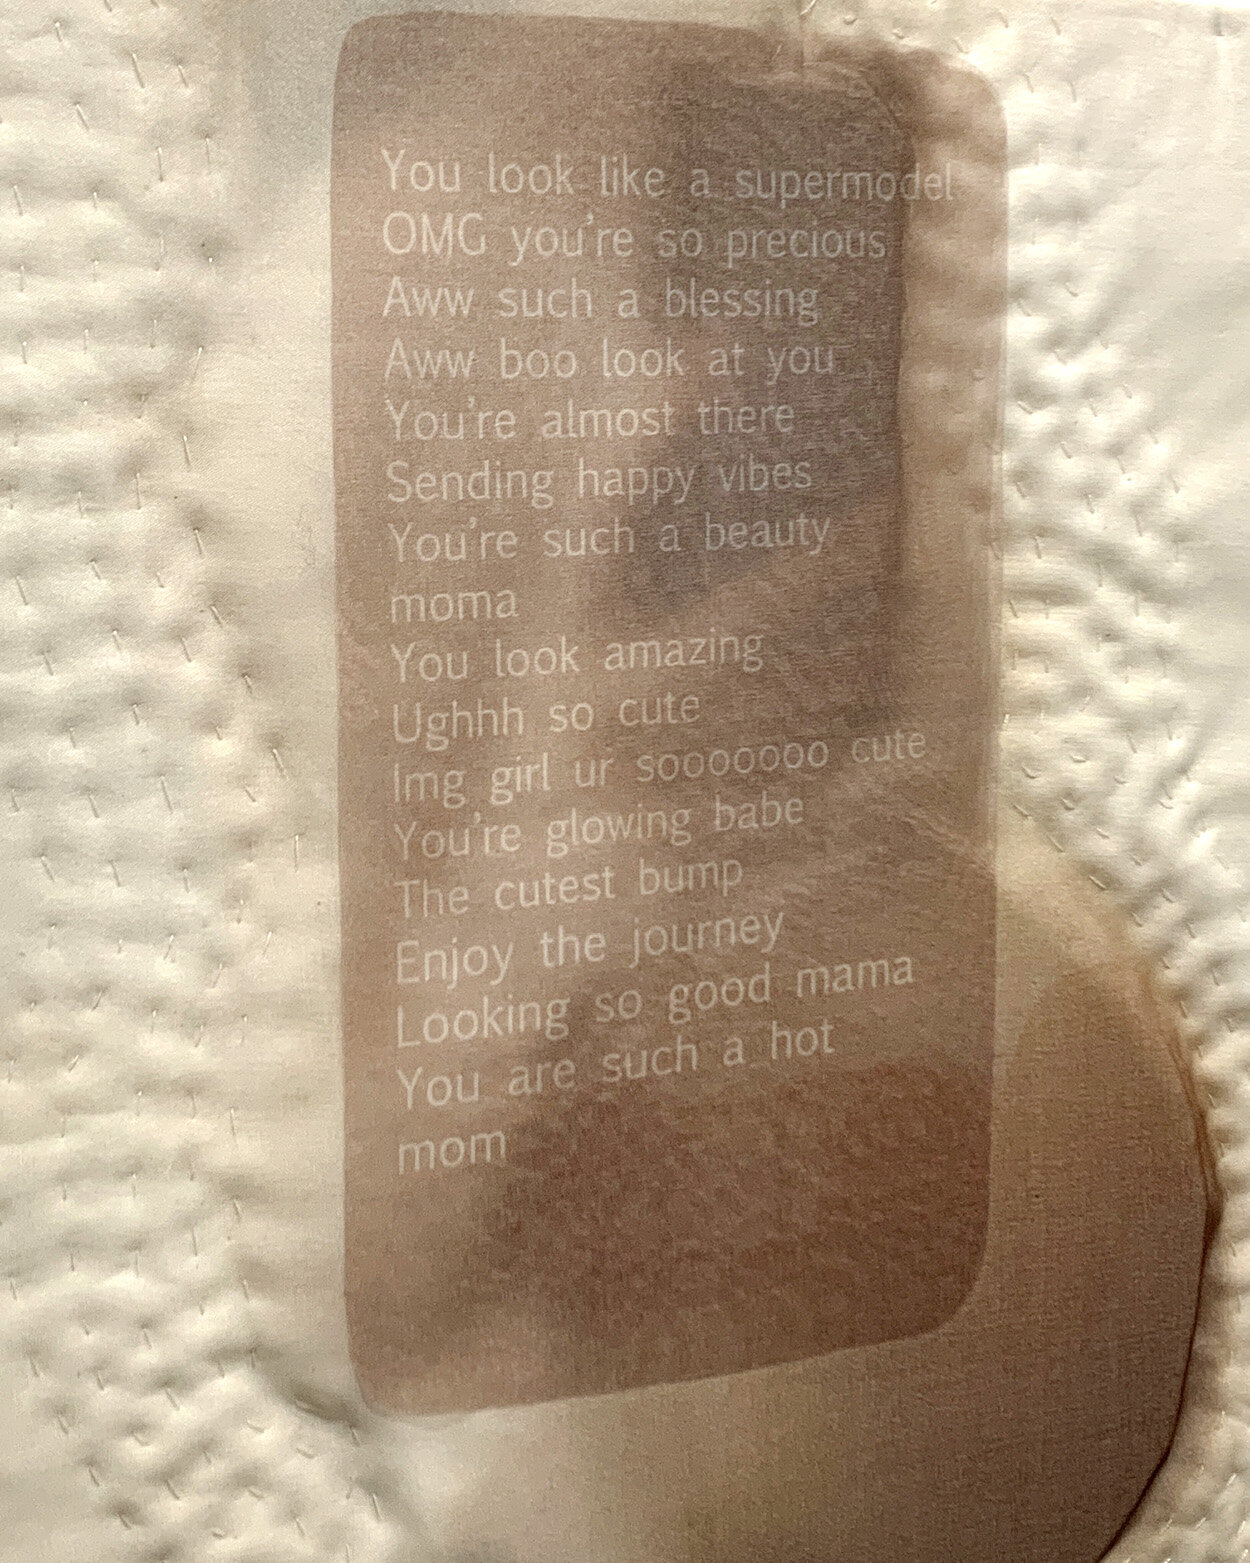 You look like a supermodel
OMG you're so precious
Aww such a blessing
Aww boo look at you
You're almost there
Sending happy vibes
You're such a beauty
moma
You look amazing
Ughhh so cute
Img girl ur sooooooo cute
You're glowing babe
The cutest bump
Enjoy the journey
Looking so good mama
You are such a hot
mom